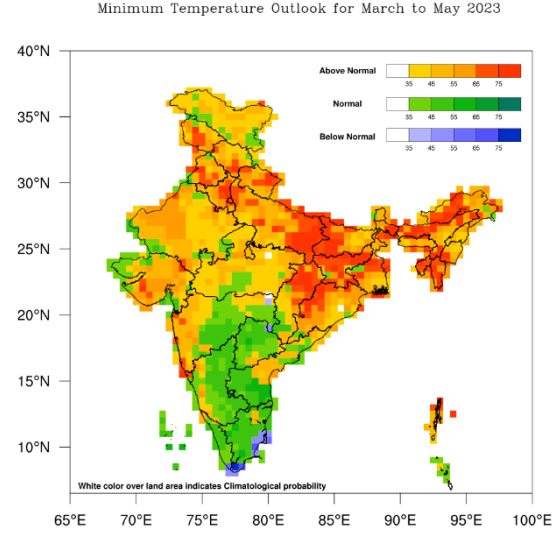 Minimum Temperature Outlook for March to May 2023
40°N
35°N
30°N
25°N
20°N
15°N
10°N
Above Normal
35 45 55 65 75
Normal
35 45 55 65 75
Below Normal
35 45 55 65 75
White color over land area indicates Climatological probability
65°E 70°E 75°E 80°E 85°E 90°E 95°E 100°E